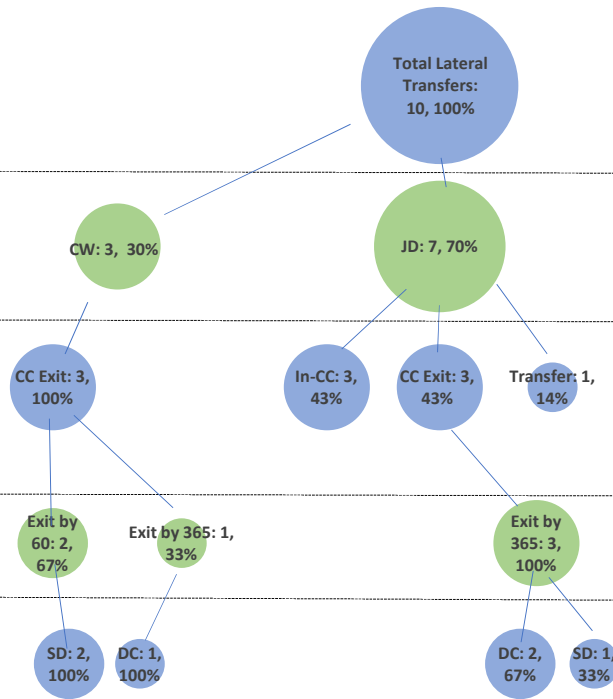 Total Lateral
Transfers:
10, 100%
CW: 3, 30%
JD: 7, 70%
CC Exit: 3,
100%
In-CC: 3,
43%
CC Exit: 3,
43%
Transfer: 1,
14%
Exit by
60: 2,
67%
Exit by 365: 1,
33%
Exit by
365: 3,
100%
SD: 2,
100%
DC: 1,
100%
DC: 2,
67%
SD: 1,
33%